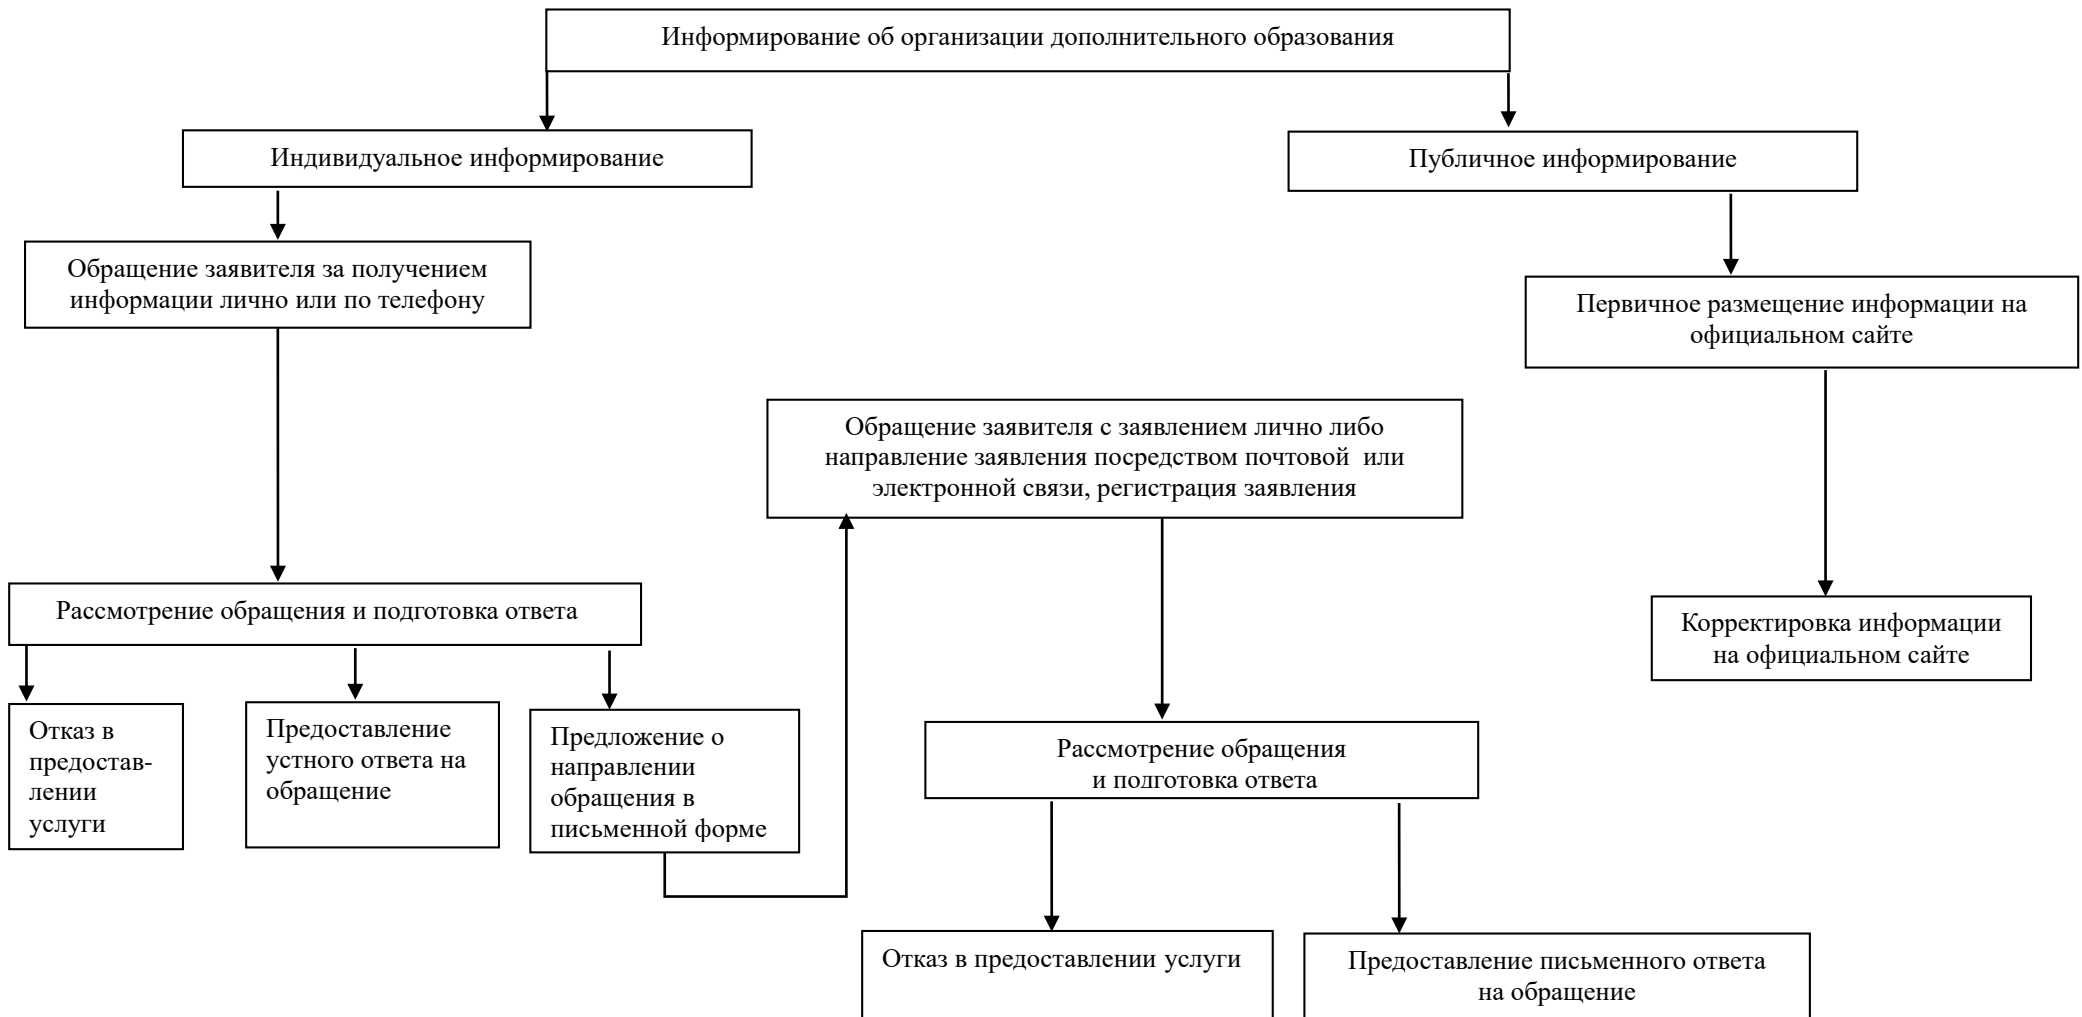 Информирование об организации дополнительного образования
Индивидуальное информирование
Публичное информирование
Обращение заявителя за получением
информации лично или по телефону
Первичное размещение информации на
официальном сайте
Обращение заявителя с заявлением лично либо
направление заявления посредством почтовой или
электронной связи, регистрация заявления
Рассмотрение обращения и подготовка ответа
Корректировка информации
на официальном сайте
Отказ в
предостав-
лении
услуги
Предоставление
устного ответа на
обращение
Предложение о
направлении
обращения в
письменной форме
Рассмотрение обращения
и подготовка ответа
Отказ в предоставлении услуги
Предоставление письменного ответа
на обращение